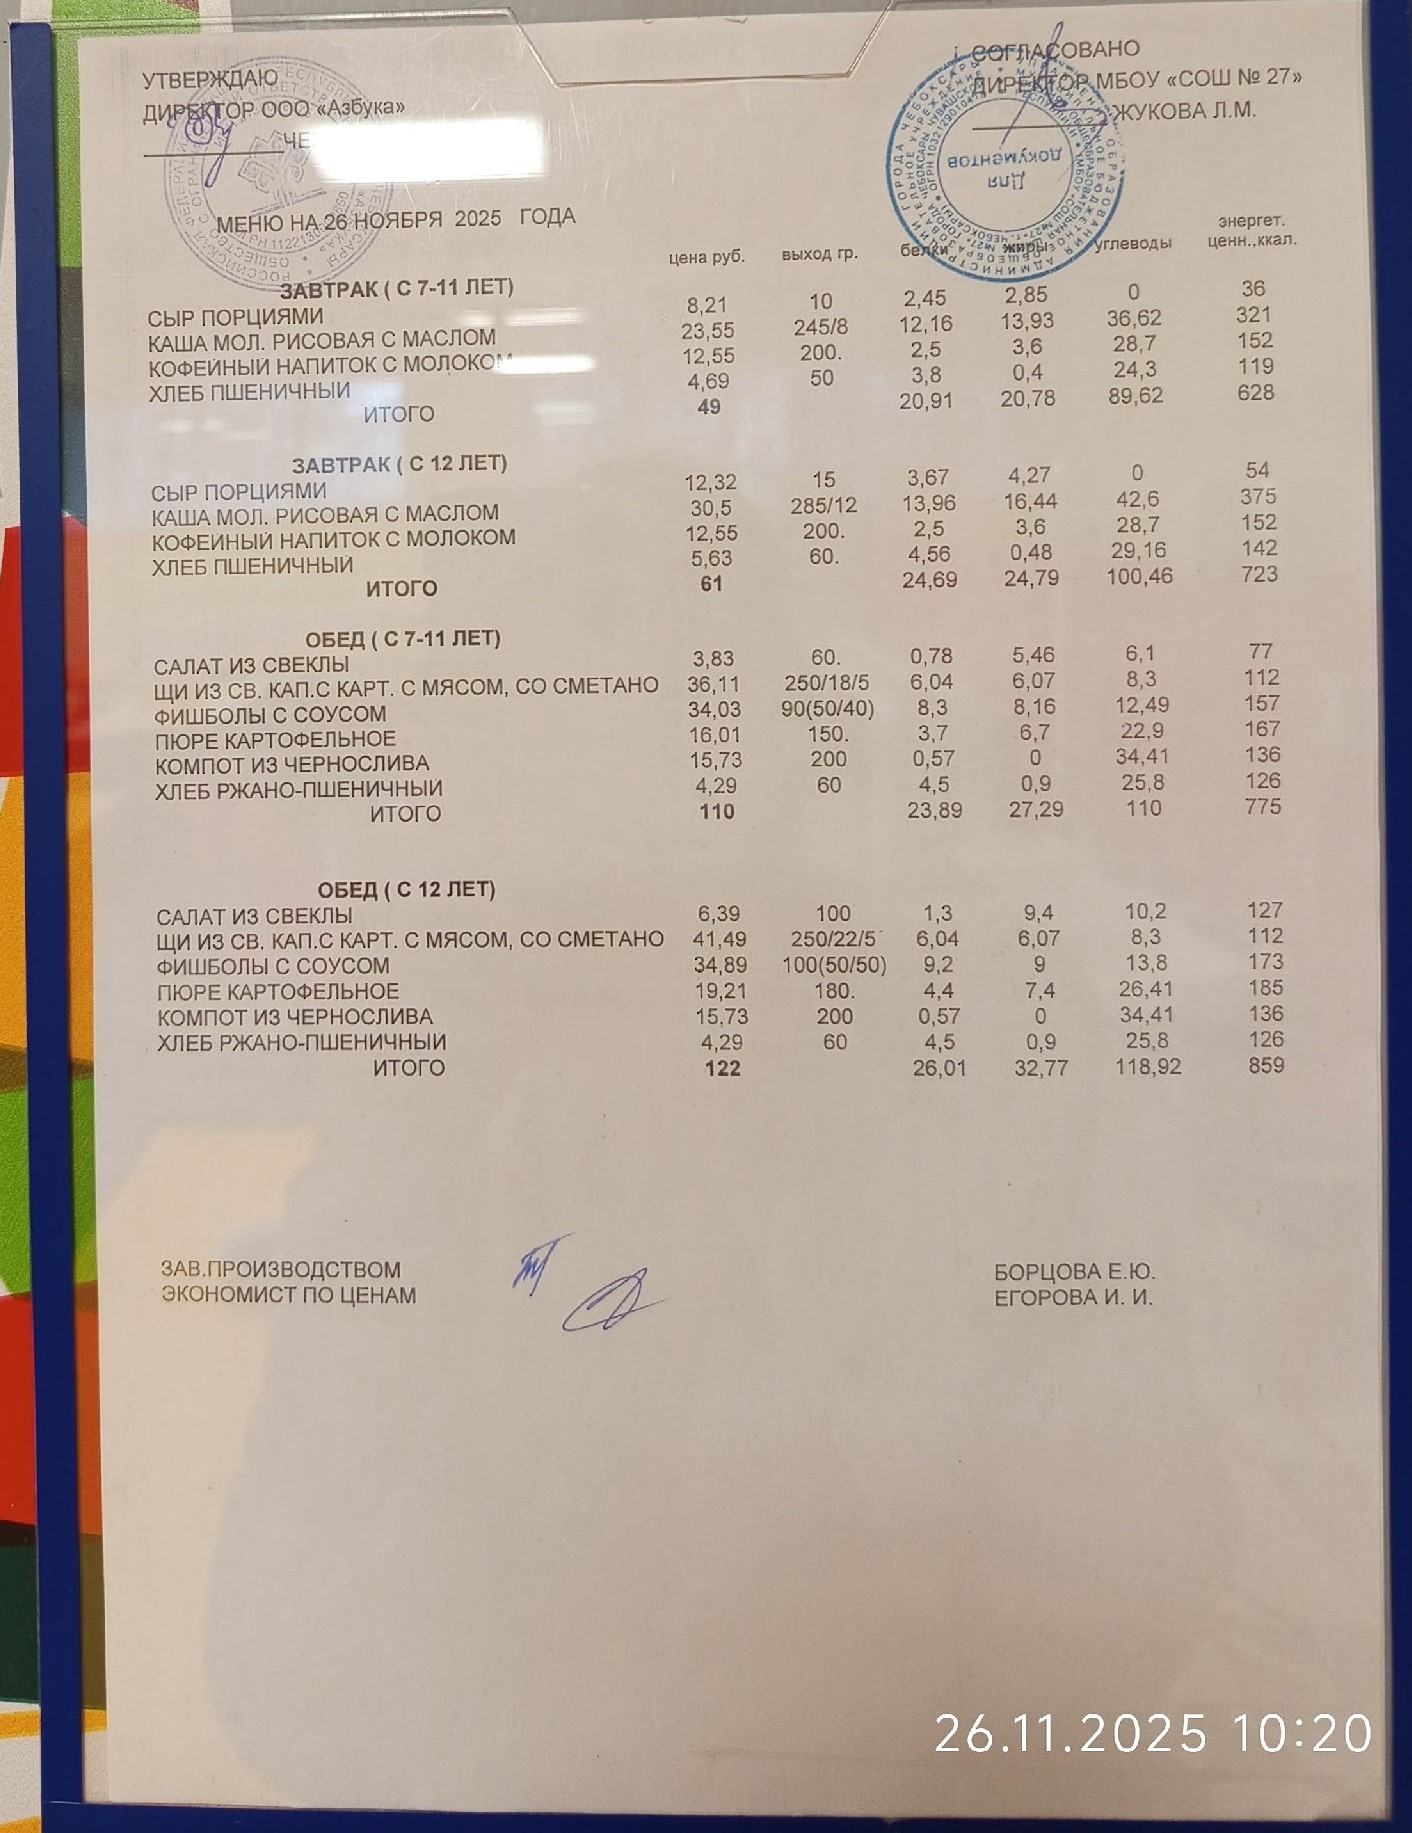 УТВЕРЖДАЮ
ДИРЕКТОР ООО «Азбука»
СОГЛАСОВАНО
ДИРЕКТОР МБОУ «СОШ № 27»
ЖУКОВА Л.М.
Для
документов
МЕНЮ НА 26 НОЯБРЯ 2025 ГОДА
цена руб. выход гр. белки жиры углеводы энергет. ценн.,ккал.
ЗАВТРАК ( С 7-11 ЛЕТ)
СЫР ПОРЦИЯМИ 8,21 10 2,45 2,85 0 36
КАША МОЛ. РИСОВАЯ С МАСЛОМ 23,55 245/8 12,16 13,93 36,62 321
КОФЕЙНЫЙ НАПИТОК С МОЛОКОМ 12,55 200. 2,5 3,6 28,7 152
ХЛЕБ ПШЕНИЧНЫЙ 4,69 50 3,8 0,4 24,3 119
ИТОГО 49 20,91 20,78 89,62 628
ЗАВТРАК ( С 12 ЛЕТ)
СЫР ПОРЦИЯМИ 12,32 15 3,67 4,27 0 54
КАША МОЛ. РИСОВАЯ С МАСЛОМ 30,5 285/12 13,96 16,44 42,6 375
КОФЕЙНЫЙ НАПИТОК С МОЛОКОМ 12,55 200. 2,5 3,6 28,7 152
ХЛЕБ ПШЕНИЧНЫЙ 5,63 60. 4,56 0,48 29,16 142
ИТОГО 61 24,69 24,79 100,46 723
ОБЕД ( С 7-11 ЛЕТ)
САЛАТ ИЗ СВЕКЛЫ 3,83 60. 0,78 5,46 6,1 77
ЩИ ИЗ СВ. КАП.С КАРТ. С МЯСОМ, СО СМЕТАНО 36,11 250/18/5 6,04 6,07 8,3 112
ФИШБОЛЫ С СОУСОМ 34,03 90(50/40) 8,3 8,16 12,49 157
ПЮРЕ КАРТОФЕЛЬНОЕ 16,01 150. 3,7 6,7 22,9 167
КОМПОТ ИЗ ЧЕРНОСЛИВА 15,73 200 0,57 0 34,41 136
ХЛЕБ РЖАНО-ПШЕНИЧНЫЙ 4,29 60 4,5 0,9 25,8 126
ИТОГО 110 23,89 27,29 110 775
ОБЕД ( С 12 ЛЕТ)
САЛАТ ИЗ СВЕКЛЫ 6,39 100 1,3 9,4 10,2 127
ЩИ ИЗ СВ. КАП.С КАРТ. С МЯСОМ, СО СМЕТАНО 41,49 250/22/5 6,04 6,07 8,3 112
ФИШБОЛЫ С СОУСОМ 34,89 100(50/50) 9,2 9 13,8 173
ПЮРЕ КАРТОФЕЛЬНОЕ 19,21 180. 4,4 7,4 26,41 185
КОМПОТ ИЗ ЧЕРНОСЛИВА 15,73 200 0,57 0 34,41 136
ХЛЕБ РЖАНО-ПШЕНИЧНЫЙ 4,29 60 4,5 0,9 25,8 126
ИТОГО 122 26,01 32,77 118,92 859
ЗАВ.ПРОИЗВОДСТВОМ БОРЦОВА Е.Ю.
ЭКОНОМИСТ ПО ЦЕНАМ ЕГОРОВА И. И.
26.11.2025 10:20